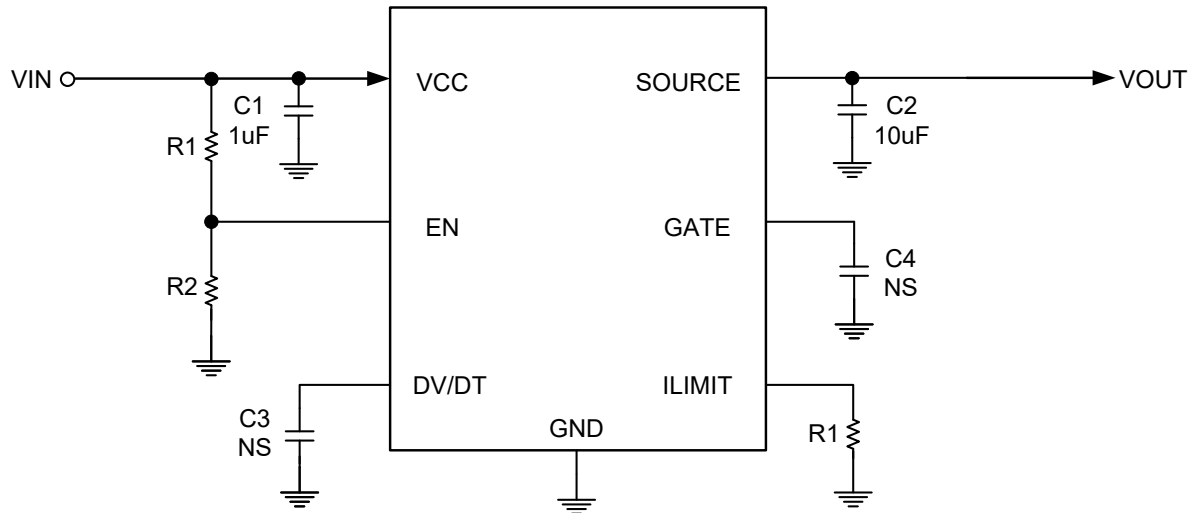 VIN
VCC
SOURCE
VOUT
C1
1uF
C2
10uF
R1
EN
GATE
R2
C4
NS
DV/DT
ILIMIT
C3
NS
GND
R1